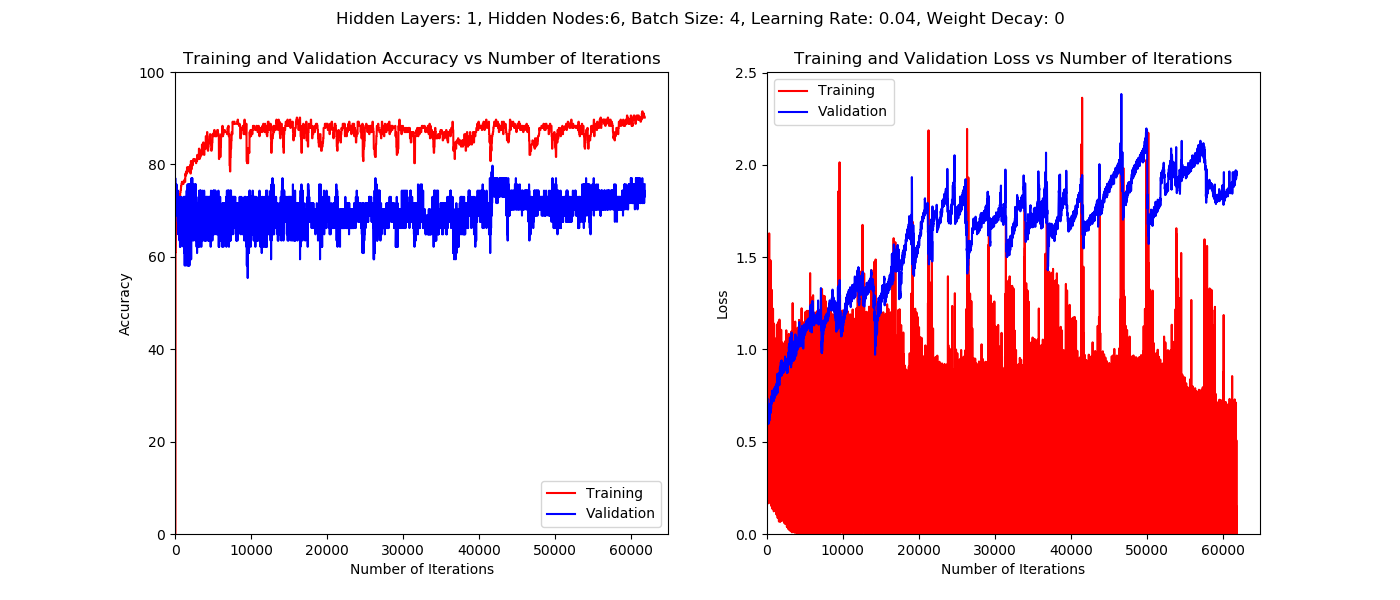 Hidden Layers: 1, Hidden Nodes:6, Batch Size: 4, Learning Rate: 0.04, Weight Decay: 0
Training and Validation Accuracy vs Number of Iterations
100
80
60
40
20
0
Accuracy
Training
Validation
0 10000 20000 30000 40000 50000 60000
Number of Iterations
Training and Validation Loss vs Number of Iterations
Training
Validation
2.5
2.0
1.5
1.0
0.5
0.0
Loss
0 10000 20000 30000 40000 50000 60000
Number of Iterations